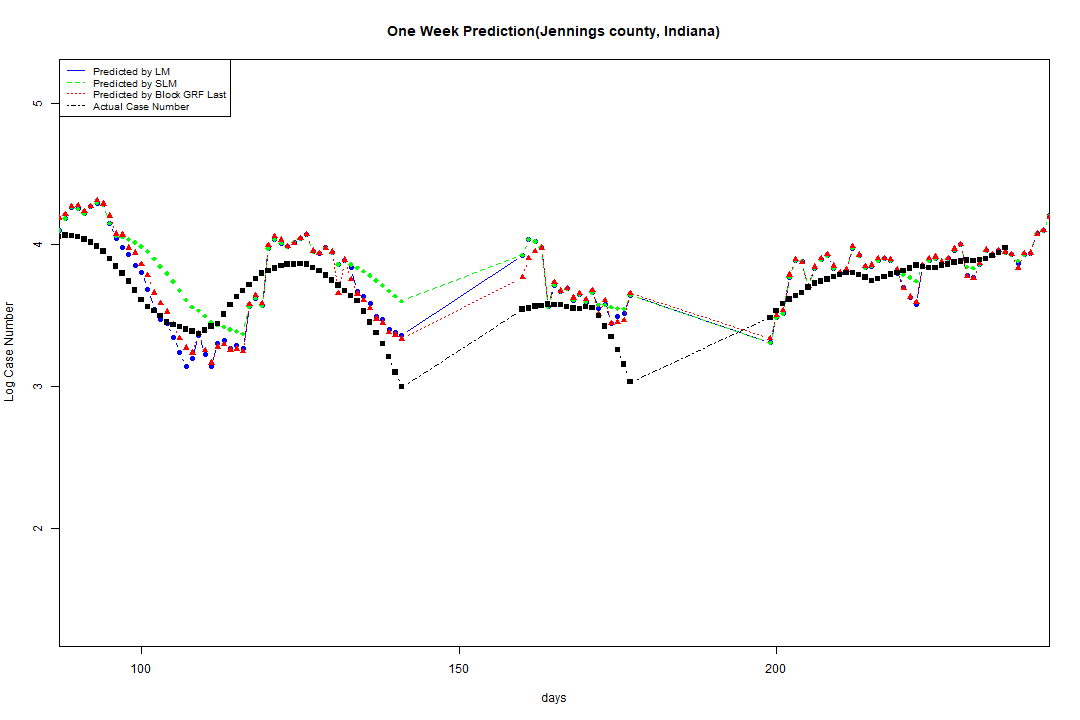 One Week Prediction(Jennings county, Indiana)
Predicted by LM
Predicted by SLM
Predicted by Block GRF Last
Actual Case Number
Log Case Number
5
4
3
2
100
150
200
days